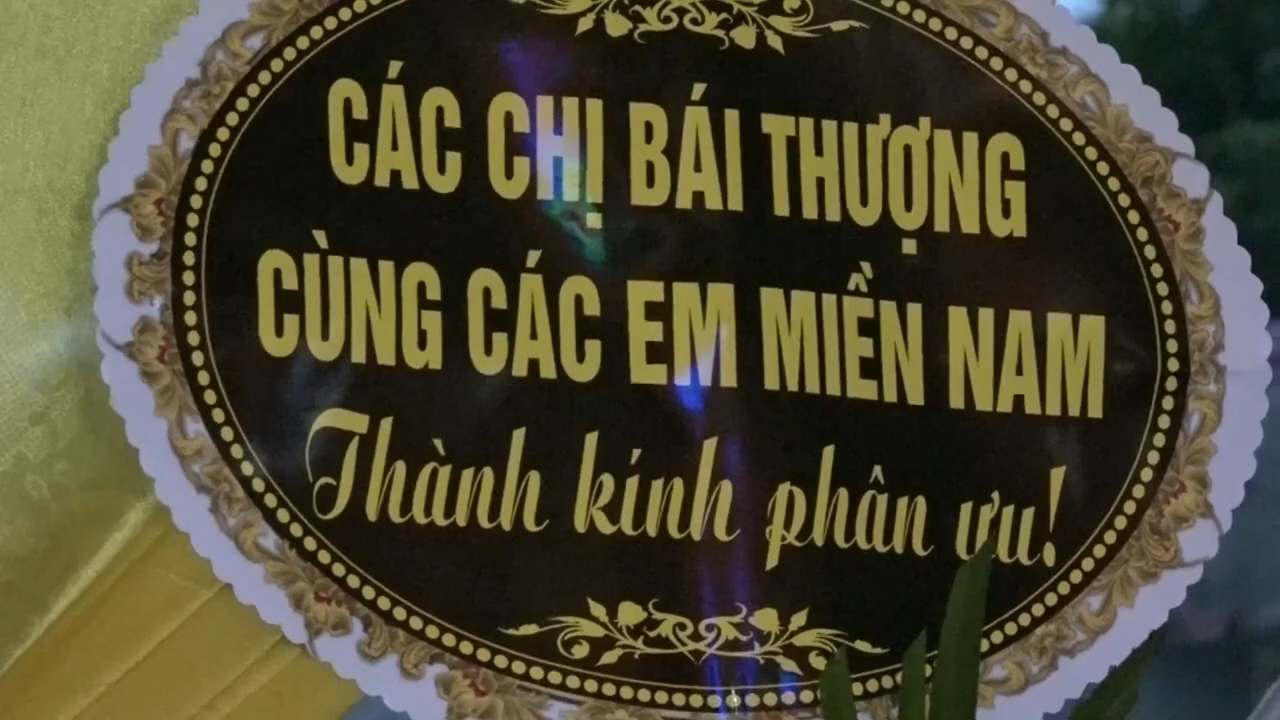 CÁC CHỊ BÁI THƯỢNG
CÙNG CÁC EM MIỀN NAM
Thành kính phân ưu!